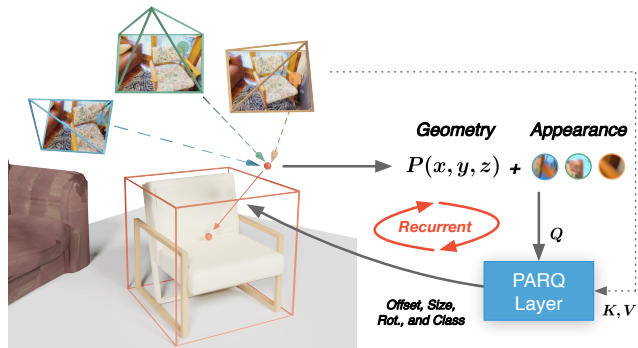 Geometry
Appearance
P(x, y, z) +
Recurrent
Q
PARQ
Layer
K, V
Offset, Size,
Rot., and Class